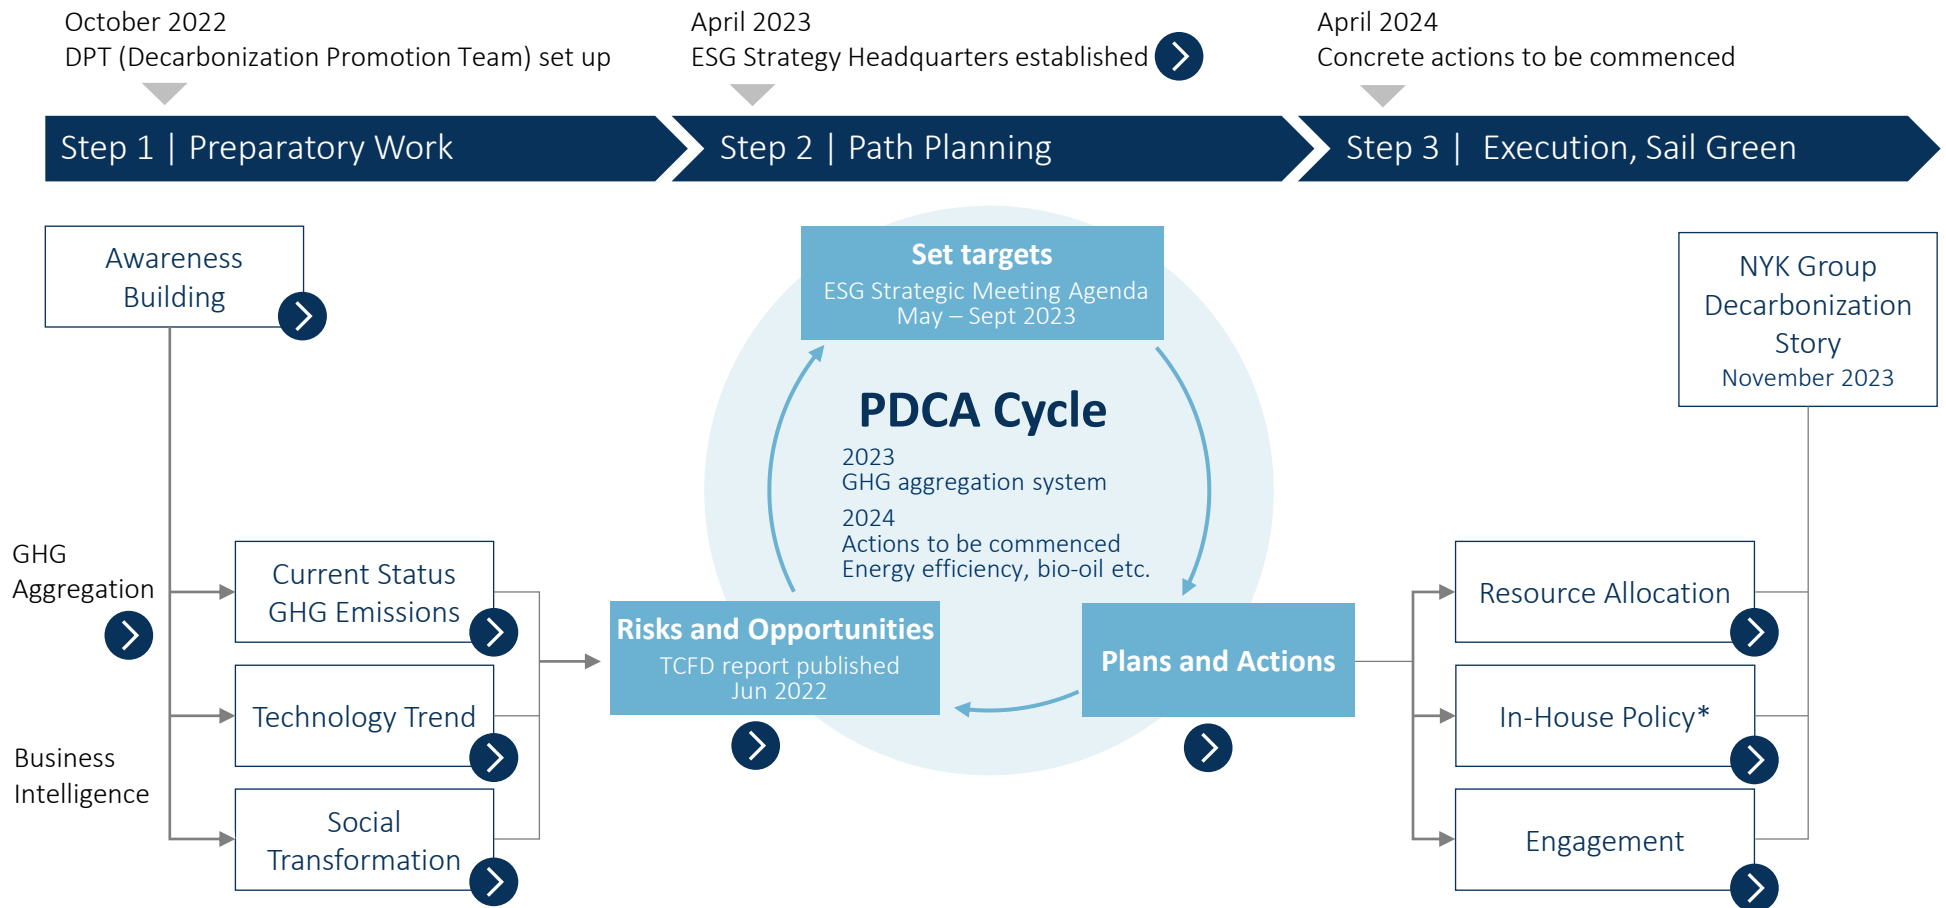 October 2022
DPT (Decarbonization Promotion Team) set up
April 2023
ESG Strategy Headquarters established
April 2024
Concrete actions to be commenced
Step 1 | Preparatory Work
Step 2 | Path Planning
Step 3 | Execution, Sail Green
Awareness
Building
GHG
Aggregation
Business
Intelligence
Current Status
GHG Emissions
Technology Trend
Social
Transformation
Set targets
ESG Strategic Meeting Agenda
May – Sept 2023
PDCA Cycle
2023
GHG aggregation system
2024
Actions to be commenced
Energy efficiency, bio-oil etc.
Risks and Opportunities
TCFD report published
Jun 2022
Plans and Actions
NYK Group
Decarbonization
Story
November 2023
Resource Allocation
In-House Policy*
Engagement